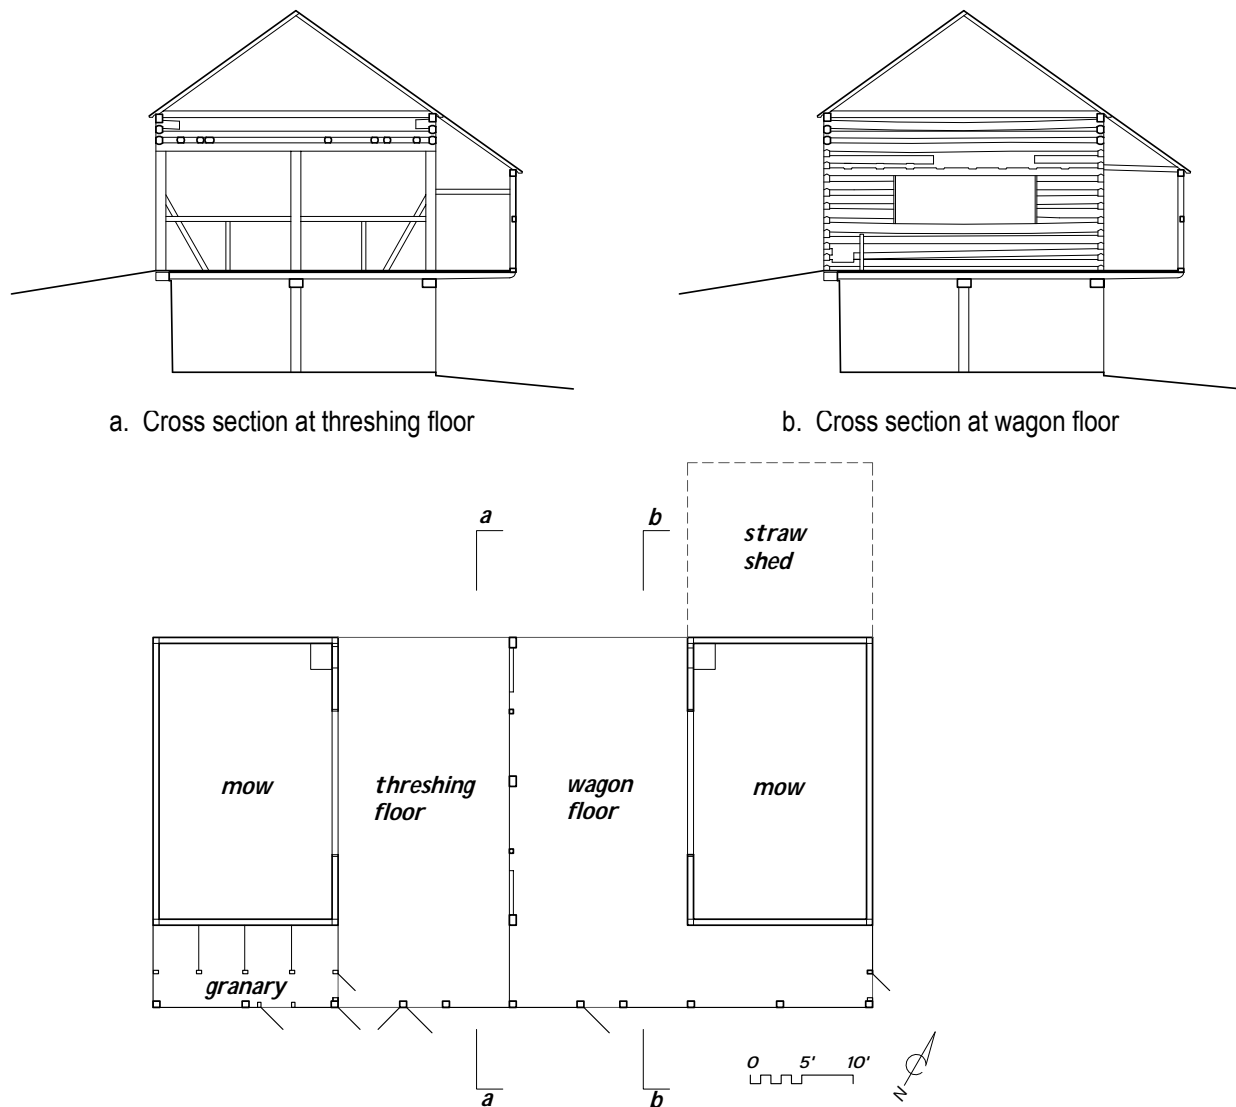 a. Cross section at threshing floor
b. Cross section at wagon floor
a
b
straw
shed
mow
threshing
floor
wagon
floor
mow
granary
0 5' 10'
N
a
b